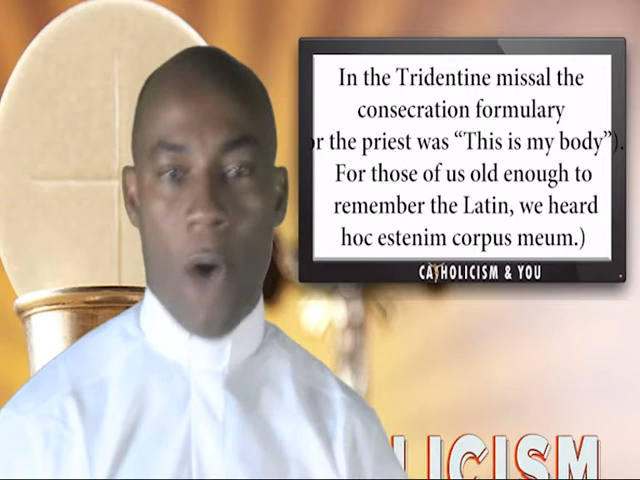 In the Tridentine missal the
consecration formulary
or the priest was “This is my body”).
For those of us old enough to
remember the Latin, we heard
hoc estenim corpus meum.)
CATHOLICISM & YOU
LICISM